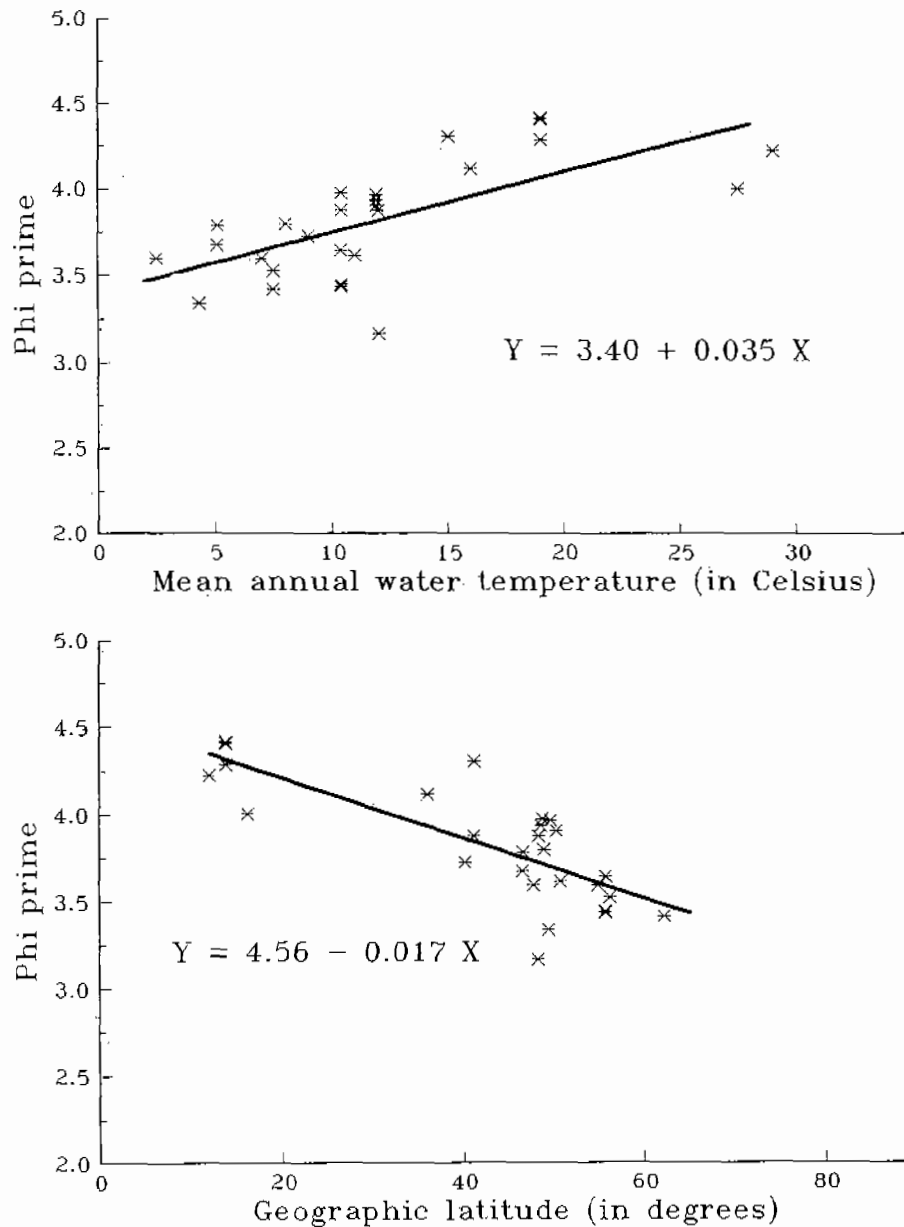 5.0
4.5
4.0
3.5
3.0
2.5
2.0
Phi prime
Y = 3.40 + 0.035 X
0 5 10 15 20 25 30
Mean annual water temperature (in Celsius)
5.0
4.5
4.0
3.5
3.0
2.5
2.0
Phi prime
Y = 4.56 − 0.017 X
0 20 40 60 80
Geographic latitude (in degrees)